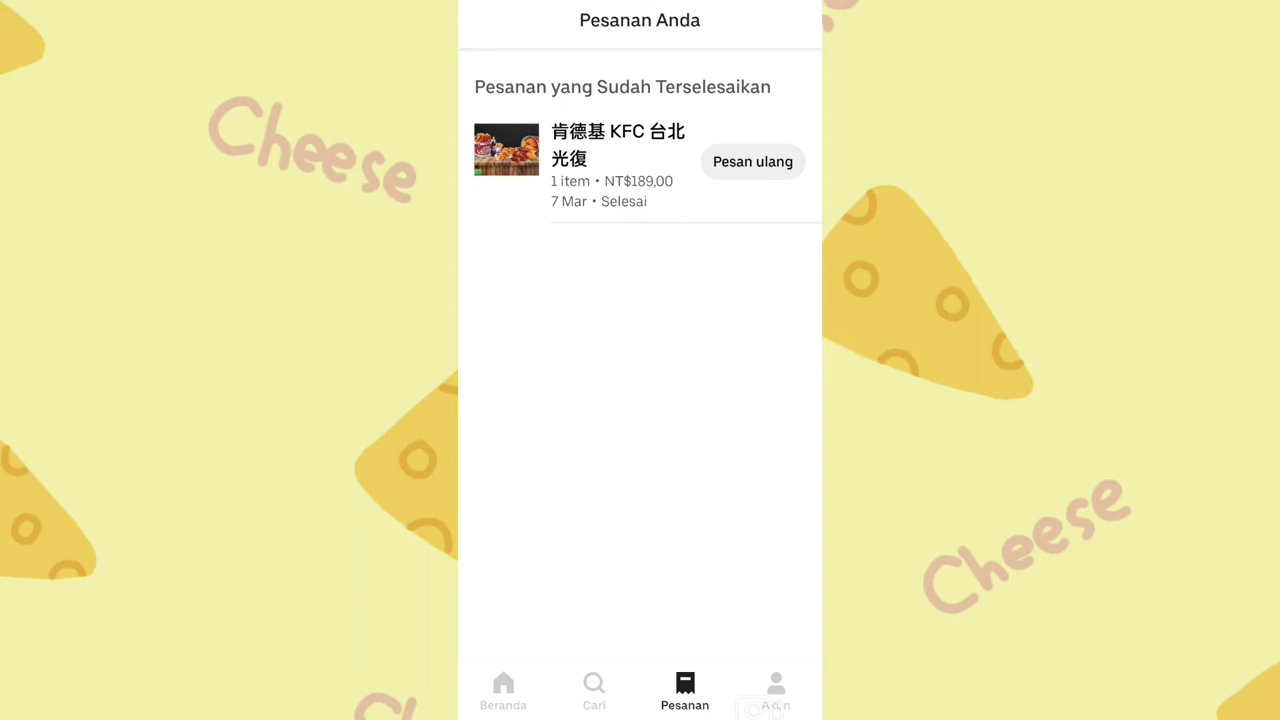 Pesanan Anda
Pesanan yang Sudah Terselesaikan
肯德基 KFC 台北
光復
Pesan ulang
1 item • NT$189,00
7 Mar • Selesai
Cheese
Cheese
Beranda
Cari
Pesanan